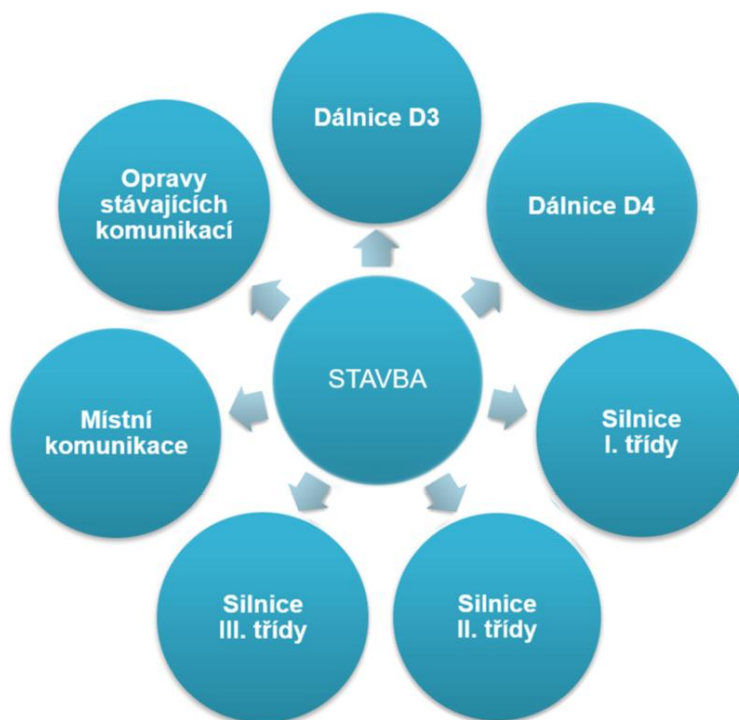 Dálnice D3
Dálnice D4
Opravy
stávajících
komunikací
STAVBA
Místní
komunikace
Silnice
I. třídy
Silnice
III. třídy
Silnice
II. třídy